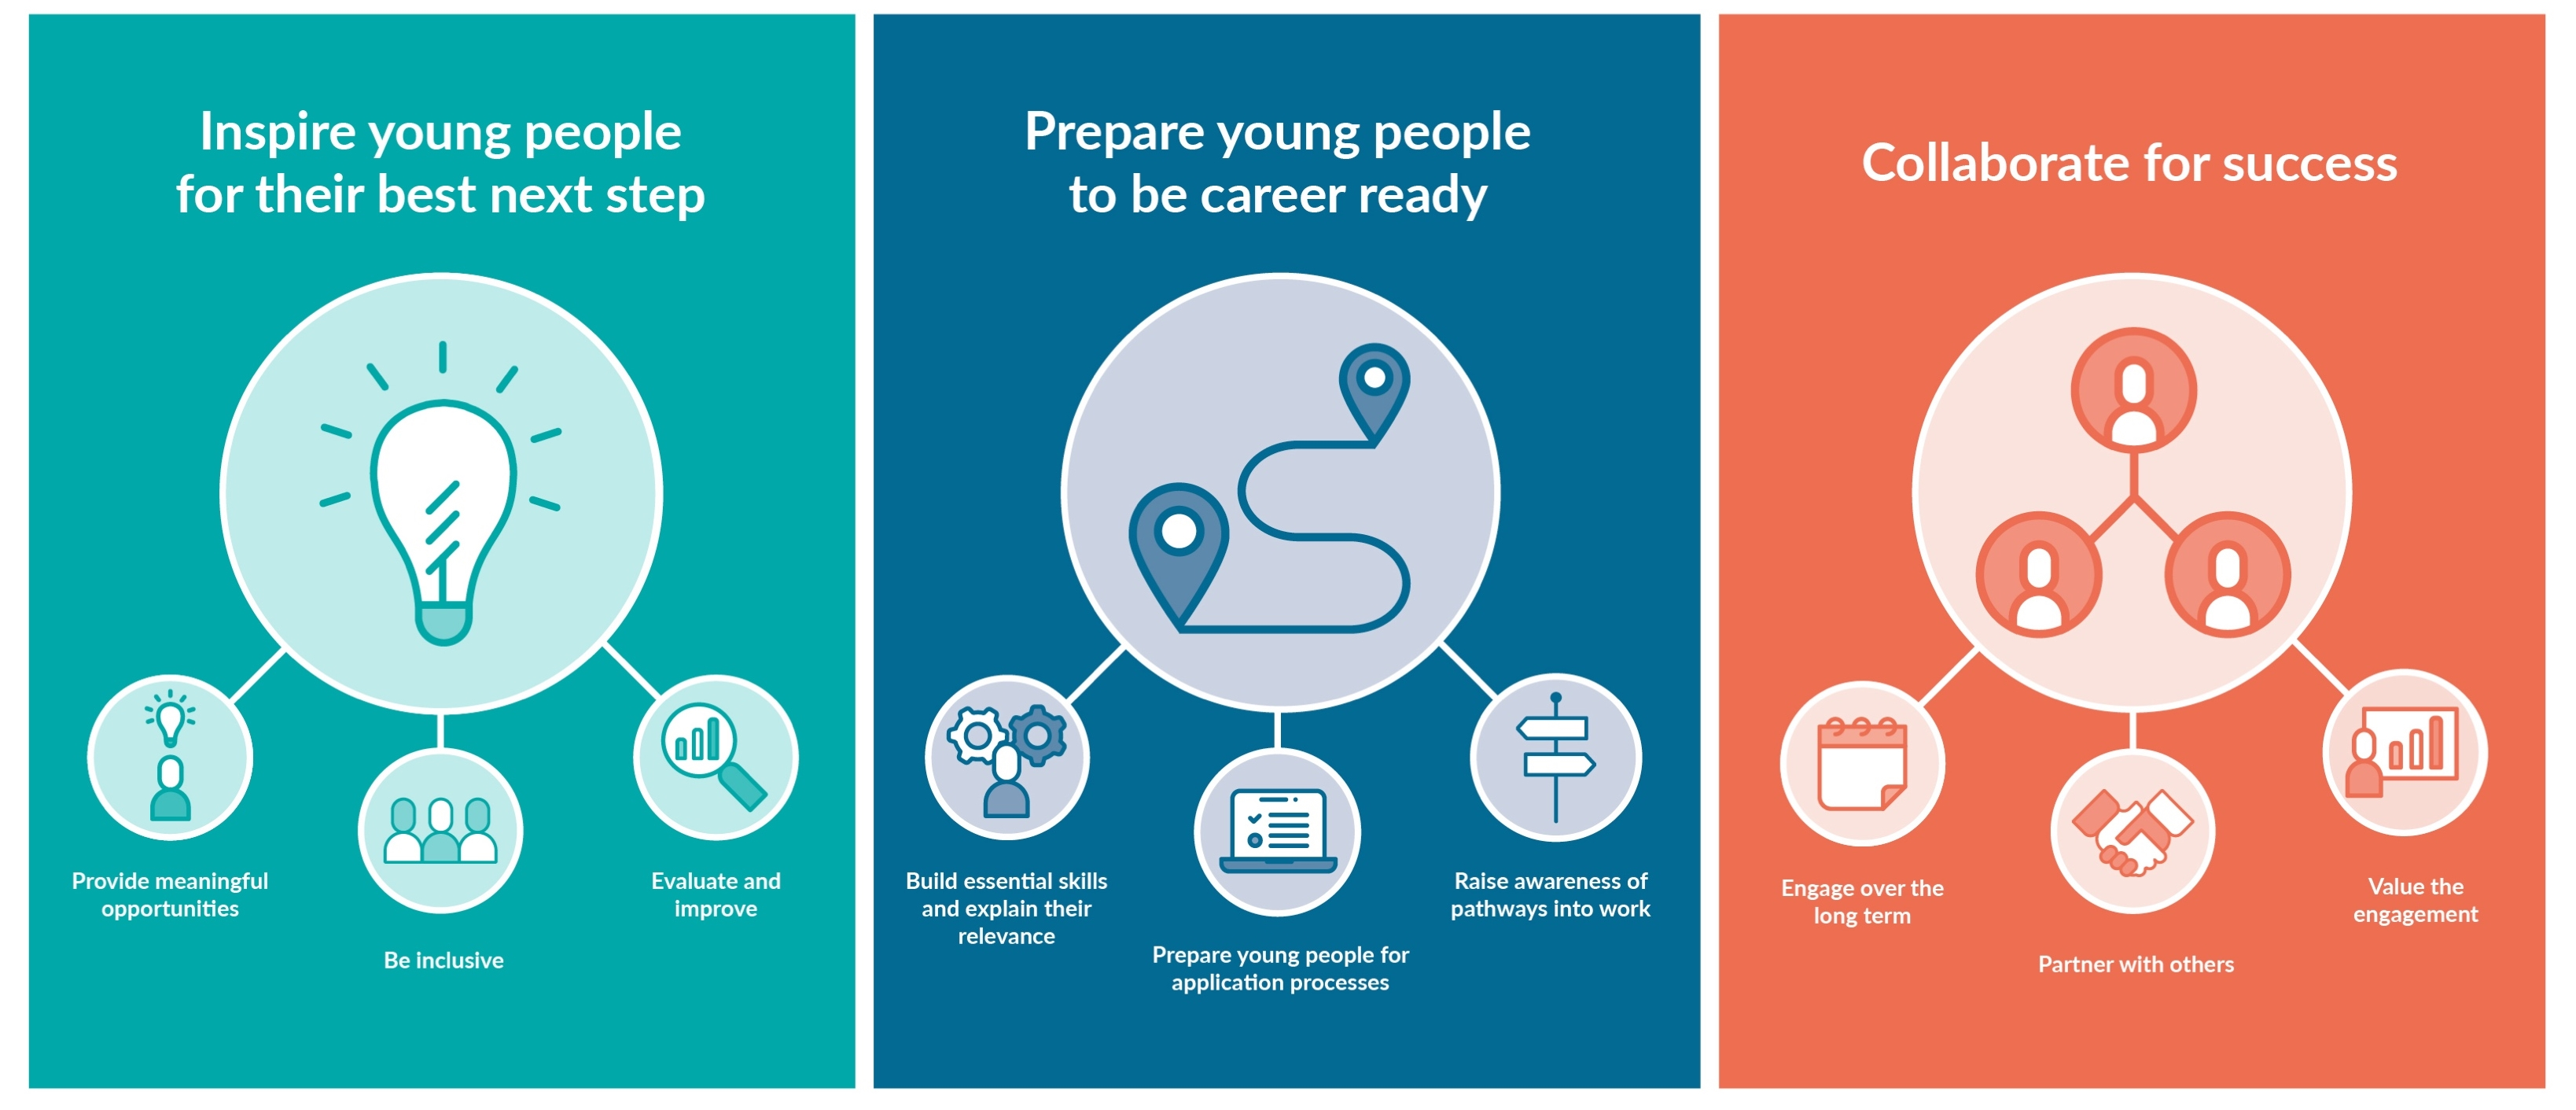 Inspire young people
for their best next step
Provide meaningful
opportunities
Be inclusive
Evaluate and
improve
Prepare young people
to be career ready
Build essential skills
and explain their
relevance
Prepare young people for
application processes
Raise awareness of
pathways into work
Collaborate for success
Engage over the
long term
Partner with others
Value the
engagement